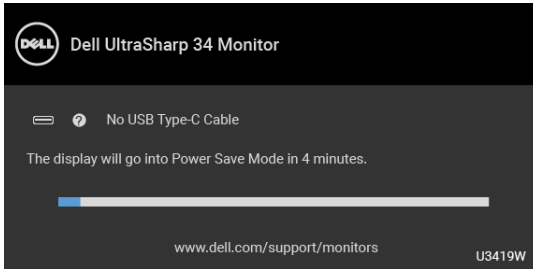 DELL
Dell UltraSharp 34 Monitor
? No USB Type-C Cable
The display will go into Power Save Mode in 4 minutes.
www.dell.com/support/monitors
U3419W